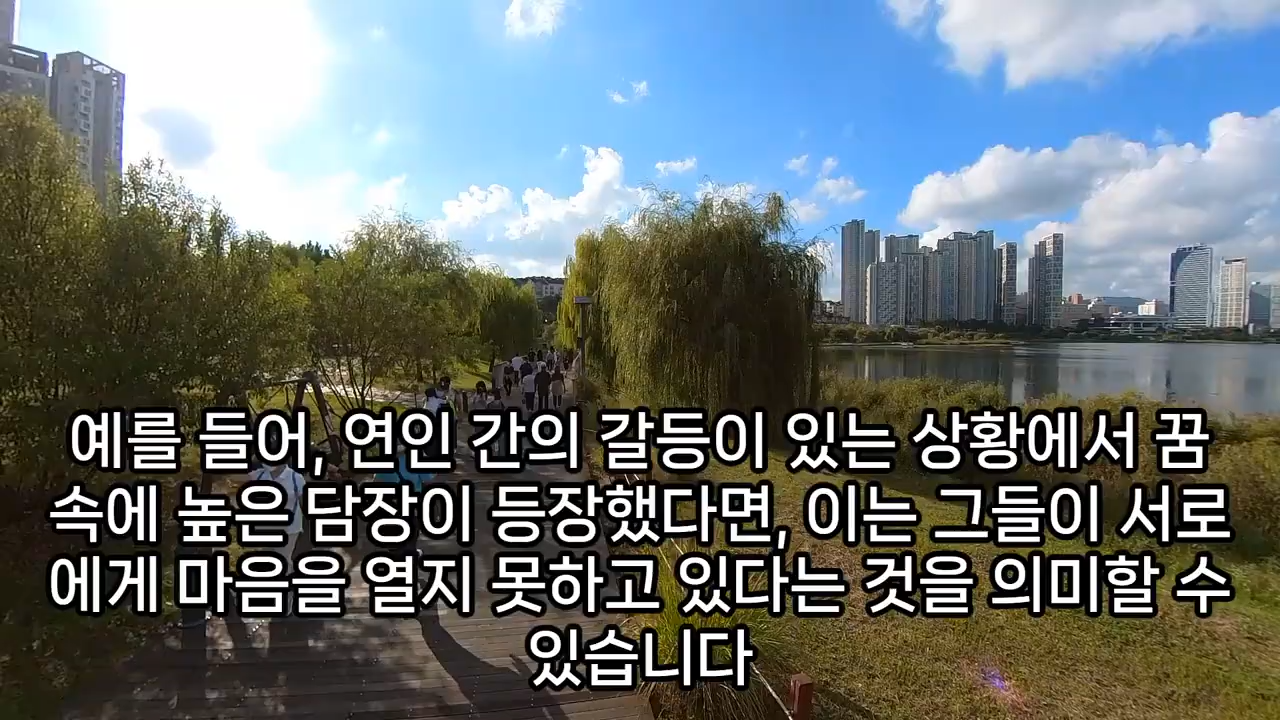 예를 들어, 연인 간의 갈등이 있는 상황에서 꿈
속에 높은 담장이 등장했다면, 이는 그들이 서로
에게 마음을 열지 못하고 있다는 것을 의미할 수
있습니다